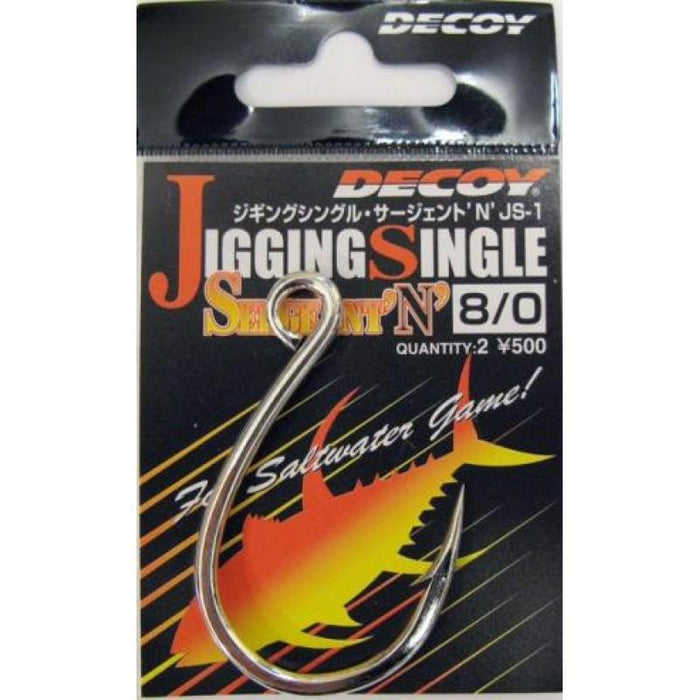 DECOY
DECOY®
ジギングシングル・サージェント'N' JS-1
JIGGING SINGLE
SERGEANT'N' 8/0
QUANTITY:2 ¥500
For Saltwater Game!